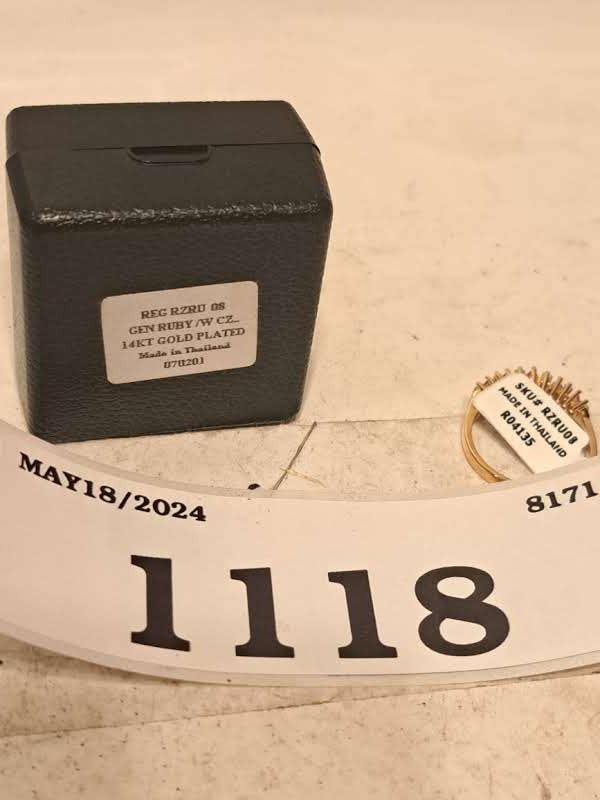 REG RZRU 08
GEN RUBY /W CZ..
14KT GOLD PLATED
Made in Thailand
070201
SKU# RZRU08
MADE IN THAILAND
R04135
MAY18/2024
8171
1118